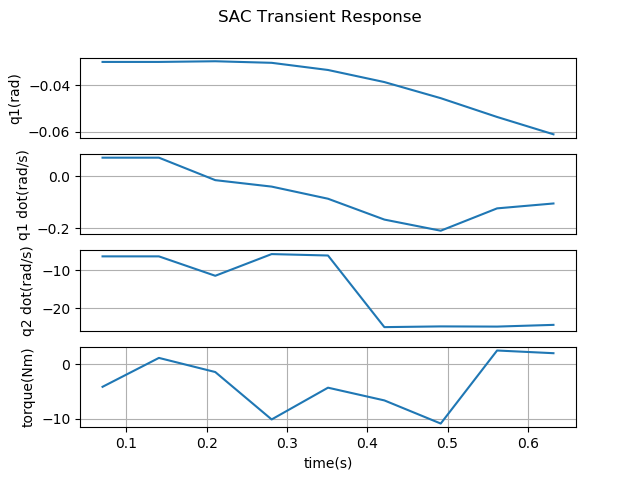 SAC Transient Response
q1(rad)
−0.04
−0.06
q1 dot(rad/s)
0.0
−0.2
q2 dot(rad/s)
−10
−20
torque(Nm)
0
−10
0.1 0.2 0.3 0.4 0.5 0.6
time(s)